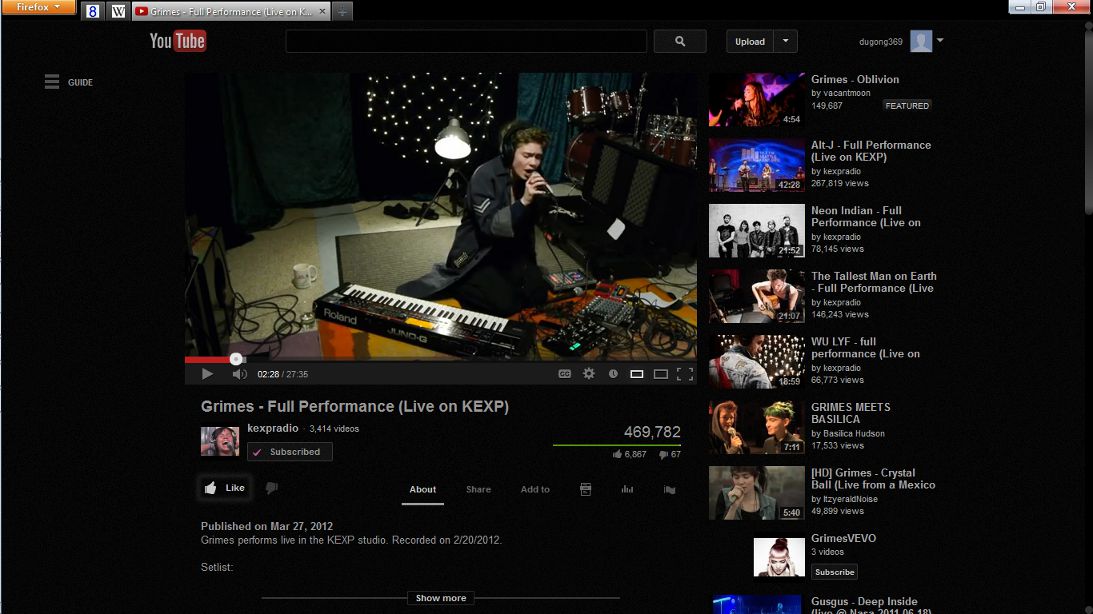 Firefox
8
W
Grimes - Full Performance (Live on K...
YouTube
Upload
dugong369
GUIDE
Roland
JUNO-G
02:28 / 27:35
CC
Grimes - Full Performance (Live on KEXP)
kexpradio · 3,414 videos
Subscribed
469,782
6,867
67
Like
About
Share
Add to
Published on Mar 27, 2012
Grimes performs live in the KEXP studio. Recorded on 2/20/2012.
Setlist:
Show more
4:54
Grimes - Oblivion
by vacantmoon
149,687
FEATURED
42:28
Alt-J - Full Performance
(Live on KEXP)
by kexpradio
267,819 views
21:52
Neon Indian - Full
Performance (Live on
by kexpradio
78,145 views
21:07
The Tallest Man on Earth
- Full Performance (Live
by kexpradio
146,243 views
18:59
WU LYF - full
performance (Live on
by kexpradio
66,773 views
7:11
GRIMES MEETS
BASILICA
by Basilica Hudson
17,533 views
5:40
[HD] Grimes - Crystal
Ball (Live from a Mexico
by ItzyeraldNoise
49,899 views
GrimesVEVO
3 videos
Subscribe
Gusgus - Deep Inside
(live @ Nasa 2011.06.18)